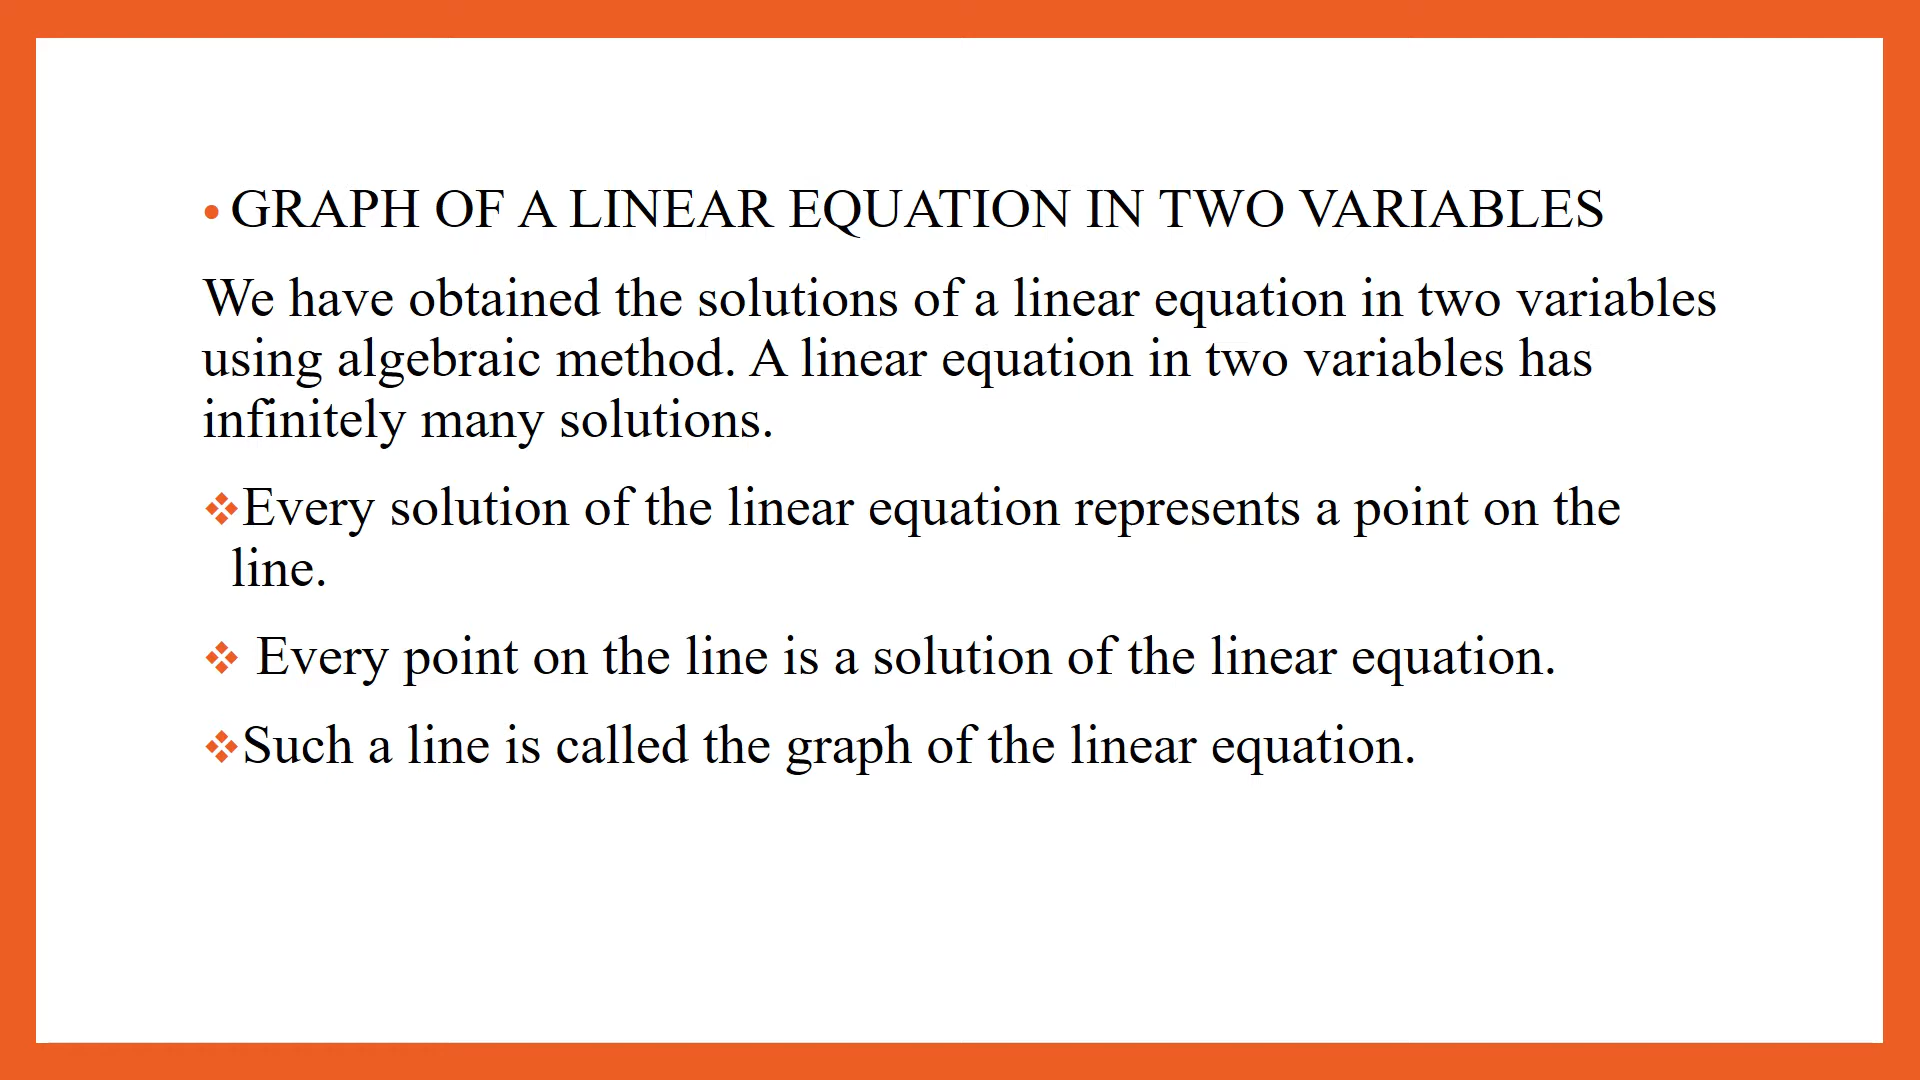 • GRAPH OF A LINEAR EQUATION IN TWO VARIABLES
We have obtained the solutions of a linear equation in two variables
using algebraic method. A linear equation in two variables has
infinitely many solutions.
❖Every solution of the linear equation represents a point on the
line.
❖ Every point on the line is a solution of the linear equation.
❖Such a line is called the graph of the linear equation.